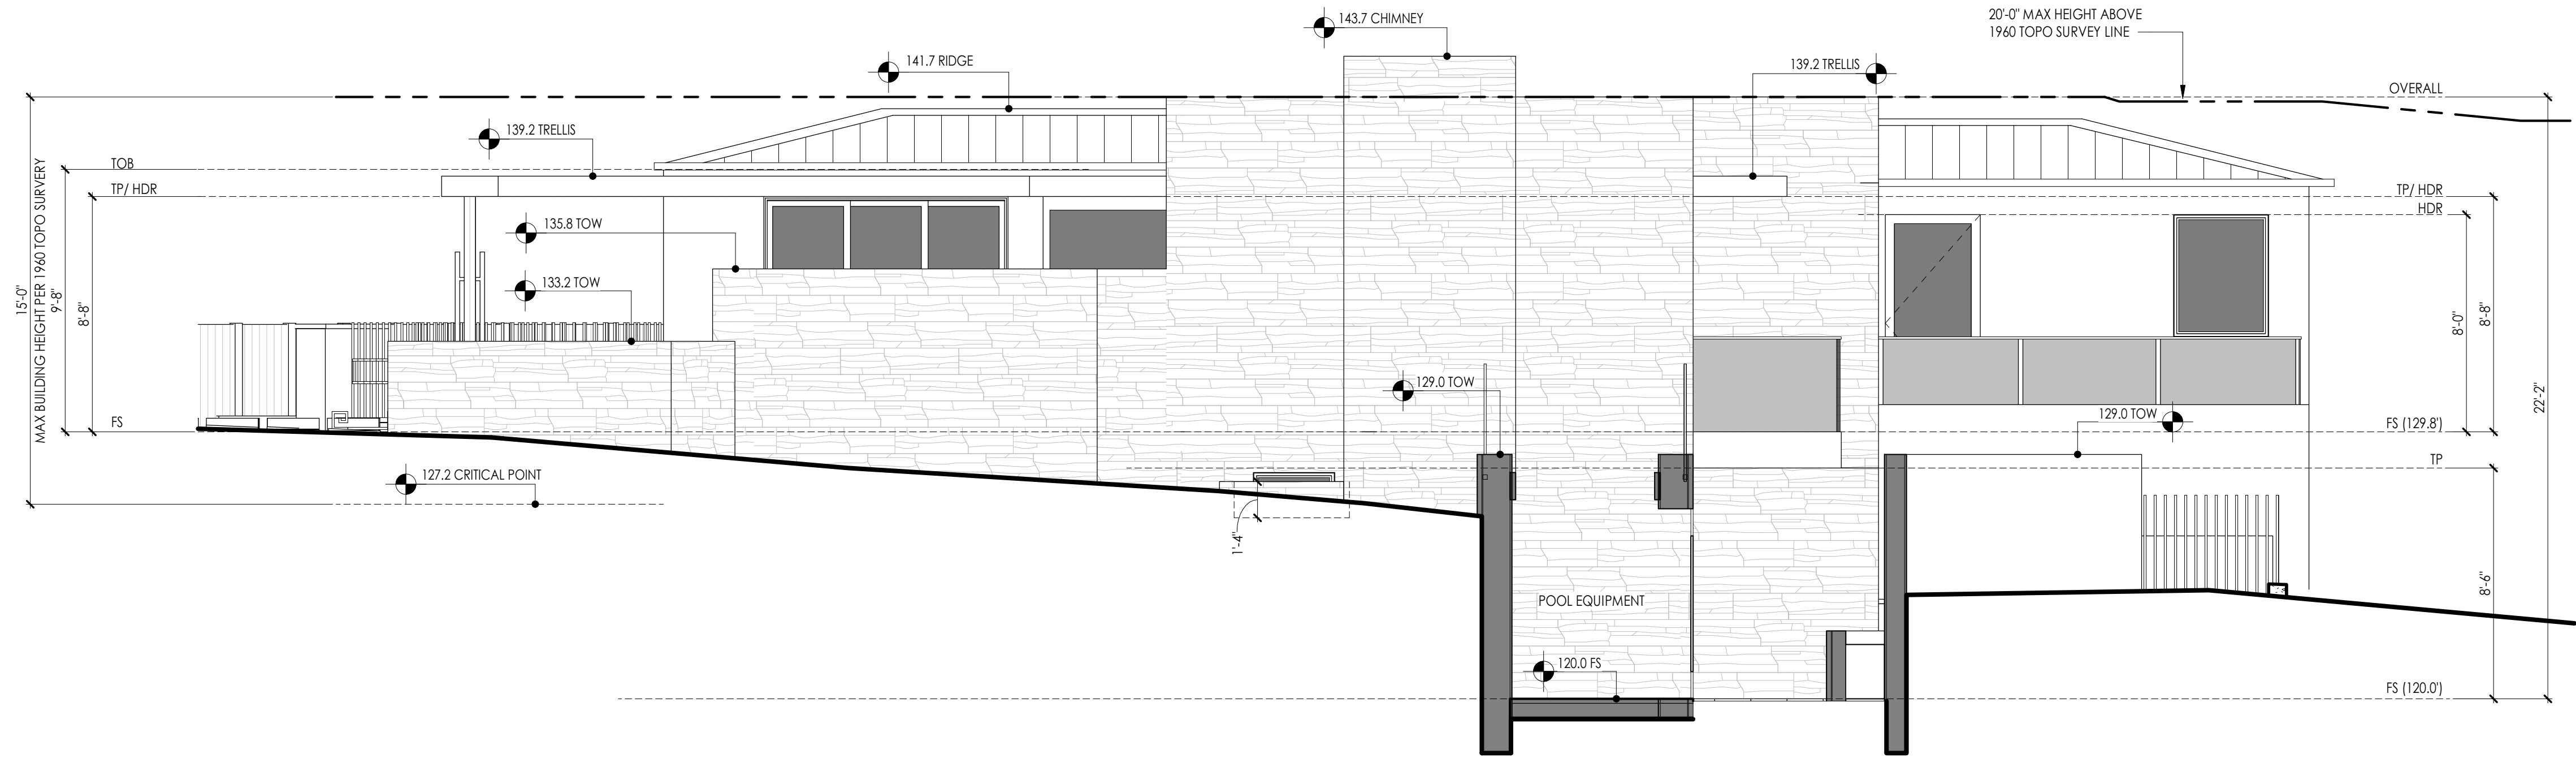 143.7 CHIMNEY
20'-0" MAX HEIGHT ABOVE
1960 TOPO SURVEY LINE
141.7 RIDGE
139.2 TRELLIS
OVERALL
139.2 TRELLIS
TOB
TP/ HDR
TP/ HDR
HDR
135.8 TOW
133.2 TOW
15'-0"
MAX BUILDING HEIGHT PER 1960 TOPO SURVERY
9'-8"
8'-8"
8'-0"
8'-8"
22'-2"
129.0 TOW
129.0 TOW
FS
FS (129.8')
TP
127.2 CRITICAL POINT
1'-4"
8'-6"
POOL EQUIPMENT
120.0 FS
FS (120.0')